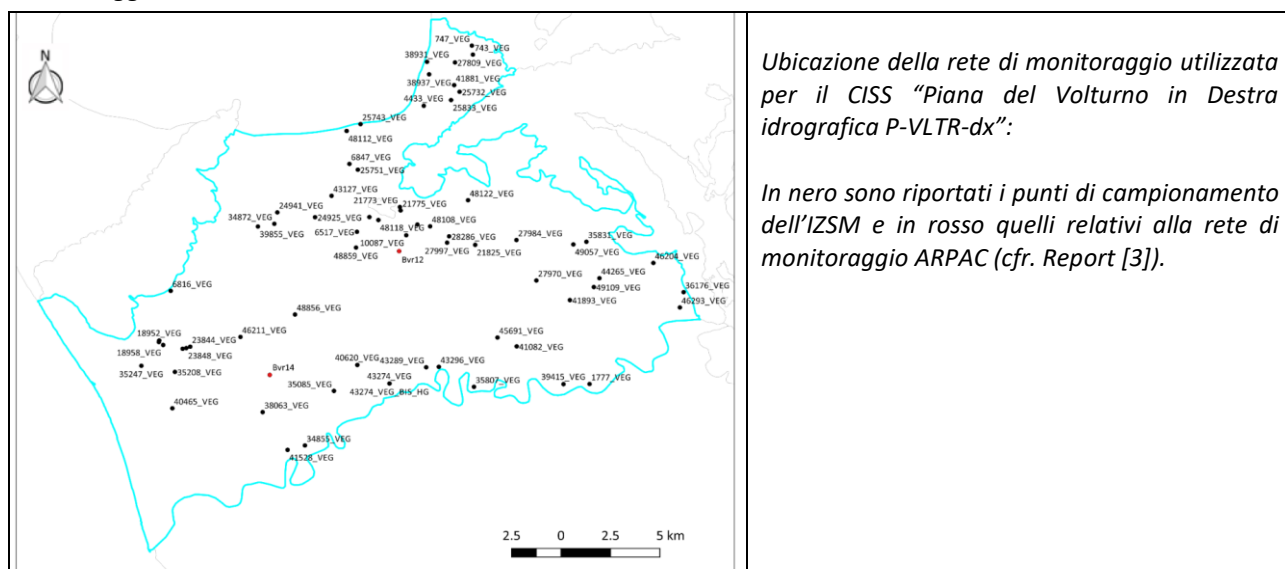 N
747_VEG
743_VEG
38931_VEG
27809_VEG
38937_VEG
41881_VEG
25732_VEG
4433_VEG
25833_VEG
25743_VEG
48112_VEG
6847_VEG
25751_VEG
43127_VEG
48122_VEG
21773_VEG
21775_VEG
24941_VEG
34872_VEG
24925_VEG
39855_VEG
6517_VEG
48118_VEG
48108_VEG
10087_VEG
28286_VEG
27984_VEG
35831_VEG
48859_VEG
27997_VEG
21825_VEG
49057_VEG
Bvr12
46204_VEG
27970_VEG
44265_VEG
6816_VEG
49109_VEG
36176_VEG
41893_VEG
46293_VEG
48856_VEG
18952_VEG
46211_VEG
23844_VEG
45691_VEG
18958_VEG
23848_VEG
41082_VEG
35247_VEG
35208_VEG
Bvr14
40620_VEG
43289_VEG
43296_VEG
35085_VEG
43274_VEG
43274_VEG_BIS_HG
35807_VEG
39415_VEG
1777_VEG
40465_VEG
38063_VEG
34855_VEG
41528_VEG
2.5 0 2.5 5 km
Ubicazione della rete di monitoraggio utilizzata
per il CISS “Piana del Volturno in Destra
idrografica P-VLTR-dx”:
In nero sono riportati i punti di campionamento
dell’IZSM e in rosso quelli relativi alla rete di
monitoraggio ARPAC (cfr. Report [3]).